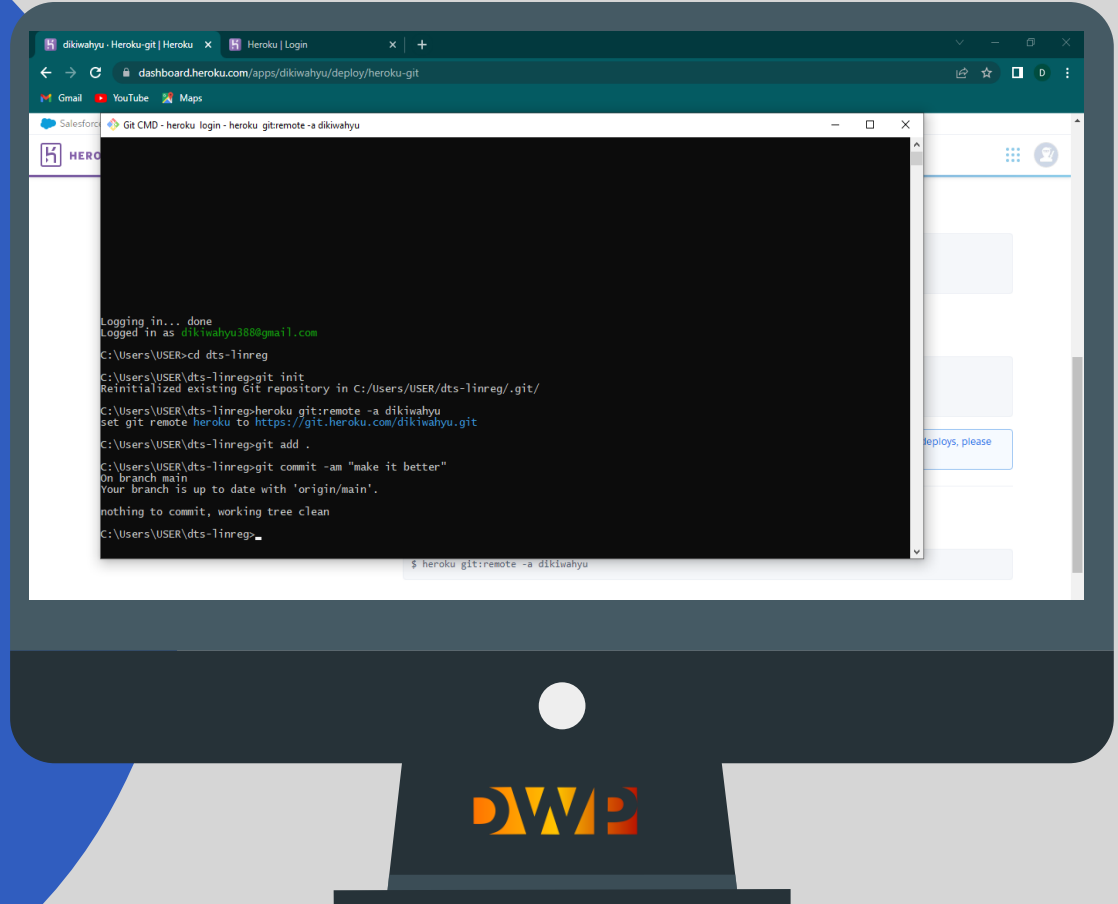 dikiwahyu · Heroku-git | Heroku
Heroku | Login
dashboard.heroku.com/apps/dikiwahyu/deploy/heroku-git
D
Gmail
YouTube
Maps
Salesforc
Git CMD - heroku login - heroku git:remote -a dikiwahyu
HERO
Logging in... done
Logged in as dikiwahyu388@gmail.com
C:\Users\USER>cd dts-linreg
C:\Users\USER\dts-linreg>git init
Reinitialized existing Git repository in C:/Users/USER/dts-linreg/.git/
C:\Users\USER\dts-linreg>heroku git:remote -a dikiwahyu
set git remote heroku to https://git.heroku.com/dikiwahyu.git
C:\Users\USER\dts-linreg>git add .
C:\Users\USER\dts-linreg>git commit -am "make it better"
On branch main
Your branch is up to date with 'origin/main'.
nothing to commit, working tree clean
C:\Users\USER\dts-linreg>
deploys, please
$ heroku git:remote -a dikiwahyu
DWP